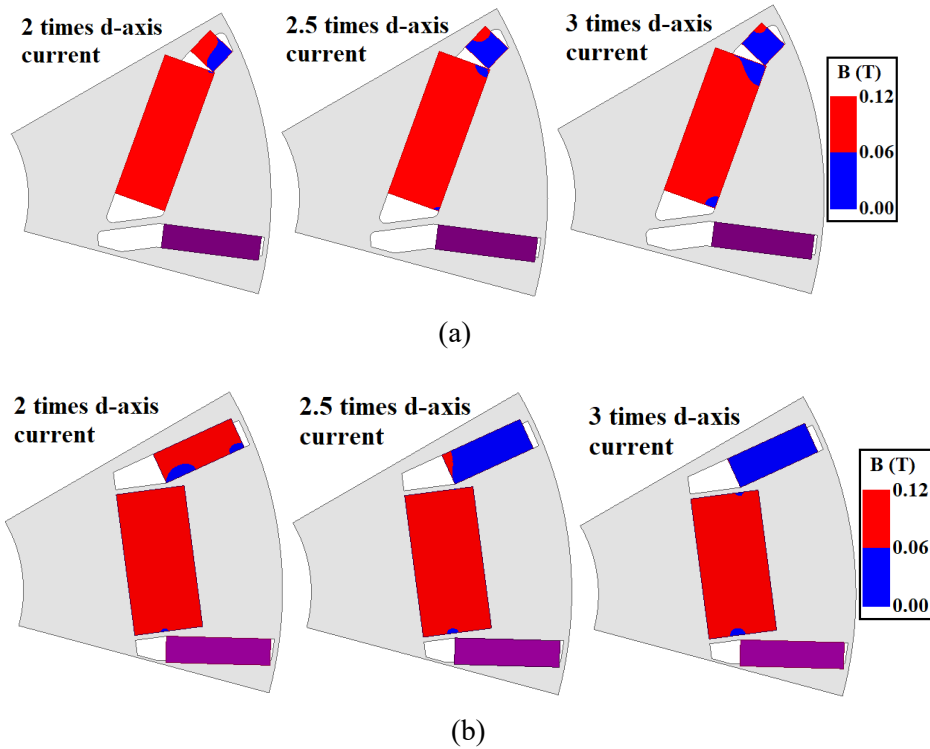 2 times d-axis
current
2.5 times d-axis
current
3 times d-axis
current
B (T)
0.12
0.06
0.00
(a)
2 times d-axis
current
2.5 times d-axis
current
3 times d-axis
current
B (T)
0.12
0.06
0.00
(b)